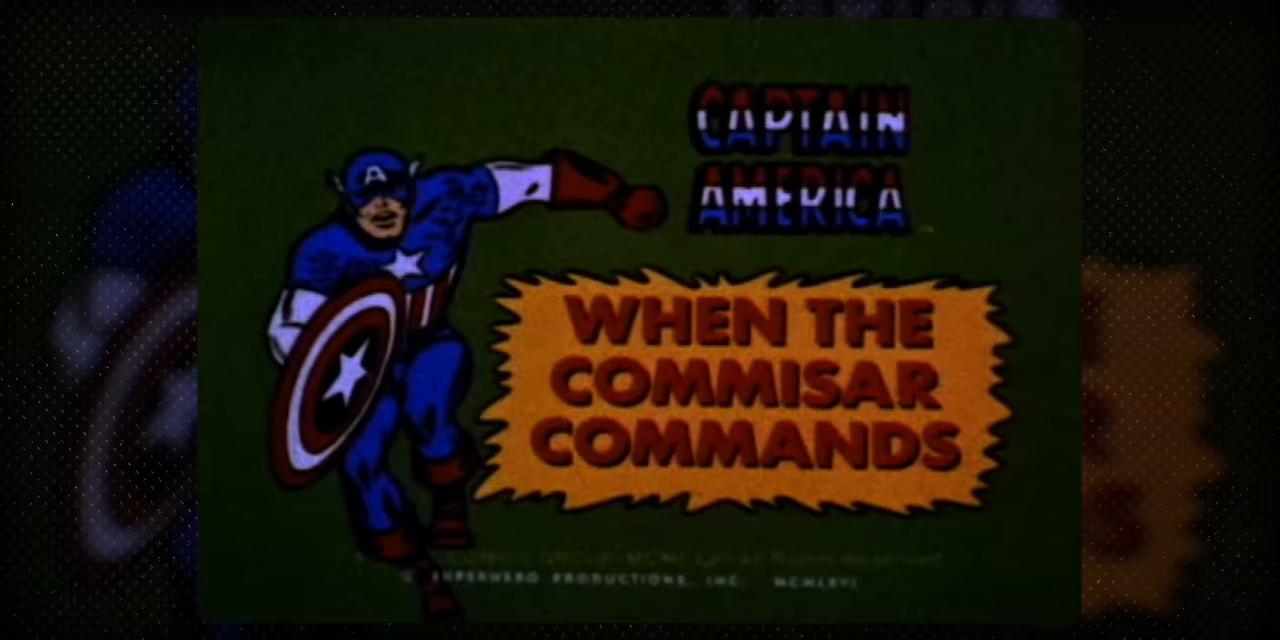 CAPTAIN
AMERICA
A
WHEN THE
COMMISAR
COMMANDS
© SUPERHERO PRODUCTIONS, INC. MCMLXVI